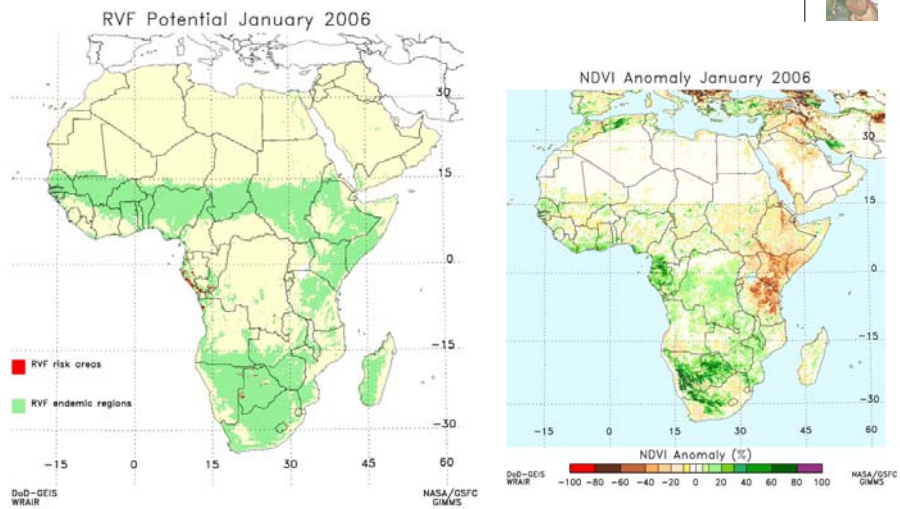 RVF Potential January 2006
30
15
0
-15
-30
RVF risk areas
RVF endemic regions
-15 0 15 30 45 60
DoD-GEIS
WRAIR
NASA/GSFC
GIMMS
NDVI Anomaly January 2006
30
15
0
-15
-30
-15 0 15 30 45 60
NDVI Anomaly (%)
-100 -80 -60 -40 -20 0 20 40 60 80 100
DoD-GEIS
WRAIR
NASA/GSFC
GIMMS